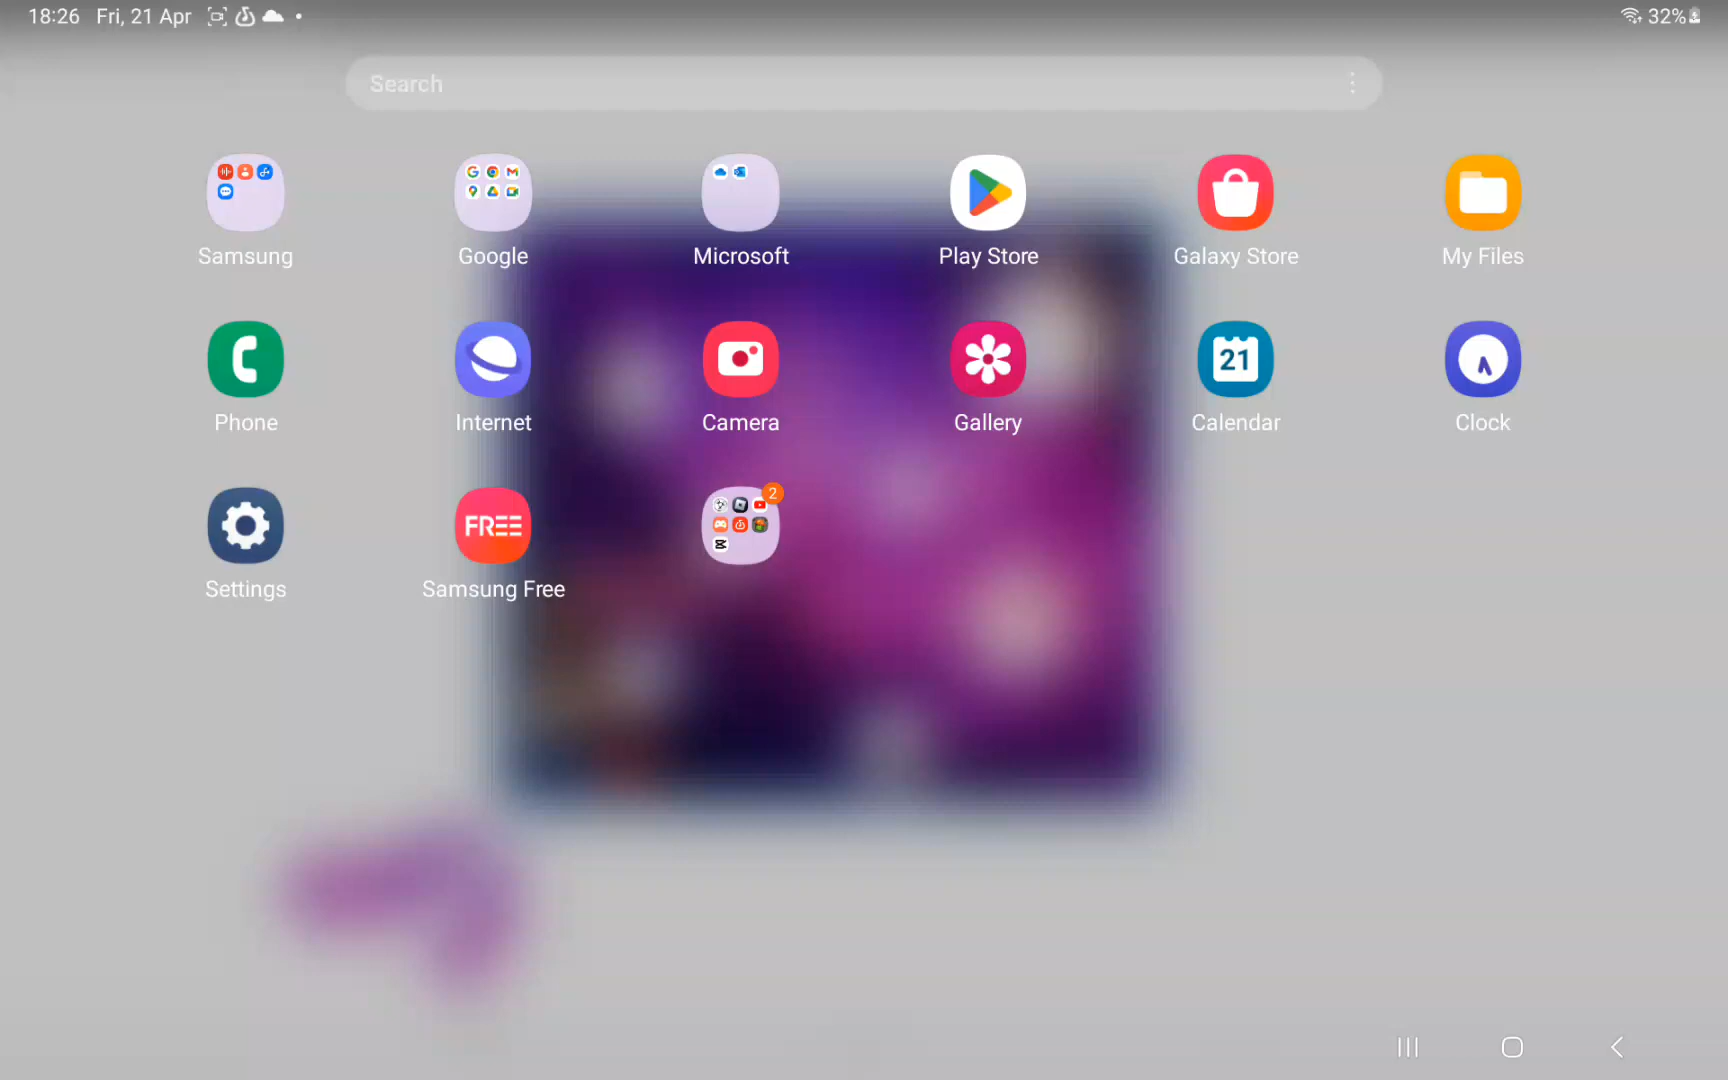 18:26 Fri, 21 Apr 32%
Search
Samsung Google Microsoft Play Store Galaxy Store My Files
21
Phone Internet Camera Gallery Calendar Clock
FREE 2
Settings Samsung Free